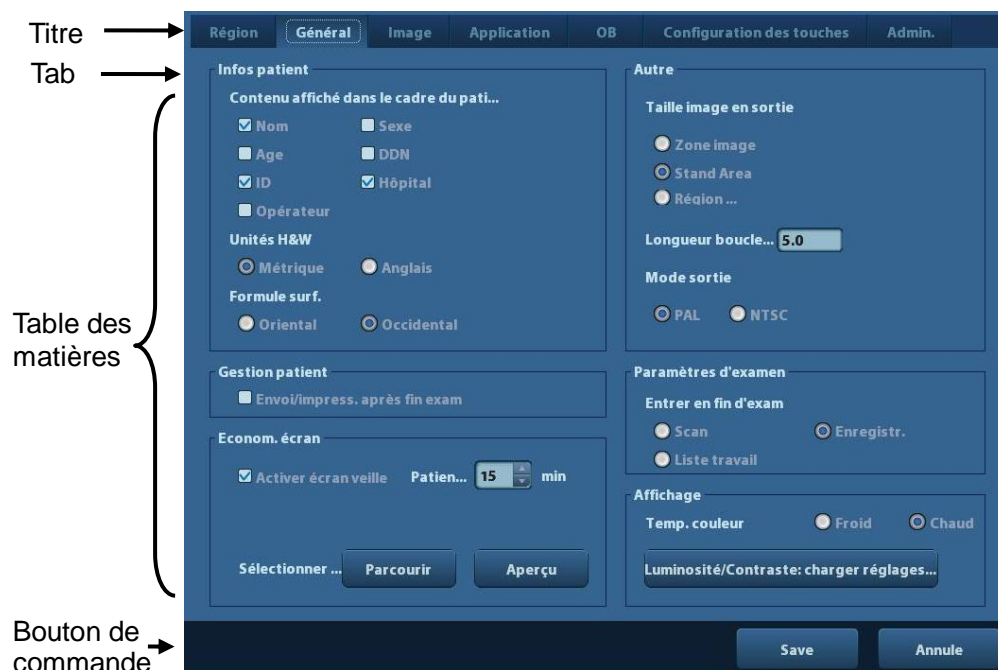 Titre
Tab
Table des
matières
Bouton de
commande
Région Général Image Application OB Configuration des touches Admin.
Infos patient
Contenu affiché dans le cadre du pati...
Nom Sexe
Age DDN
ID Hôpital
Opérateur
Unités H&W
Métrique Anglais
Formule surf.
Oriental Occidental
Gestion patient
Envoi/impress. après fin exam
Econom. écran
Activer écran veille Patien... 15 min
Sélectionner ... Parcourir Aperçu
Autre
Taille image en sortie
Zone image
Stand Area
Région ...
Longueur boucle... 5.0
Mode sortie
PAL NTSC
Paramètres d'examen
Entrer en fin d'exam
Scan Enregistr.
Liste travail
Affichage
Temp. couleur Froid Chaud
Luminosité/Contraste: charger réglages...
Save Annule